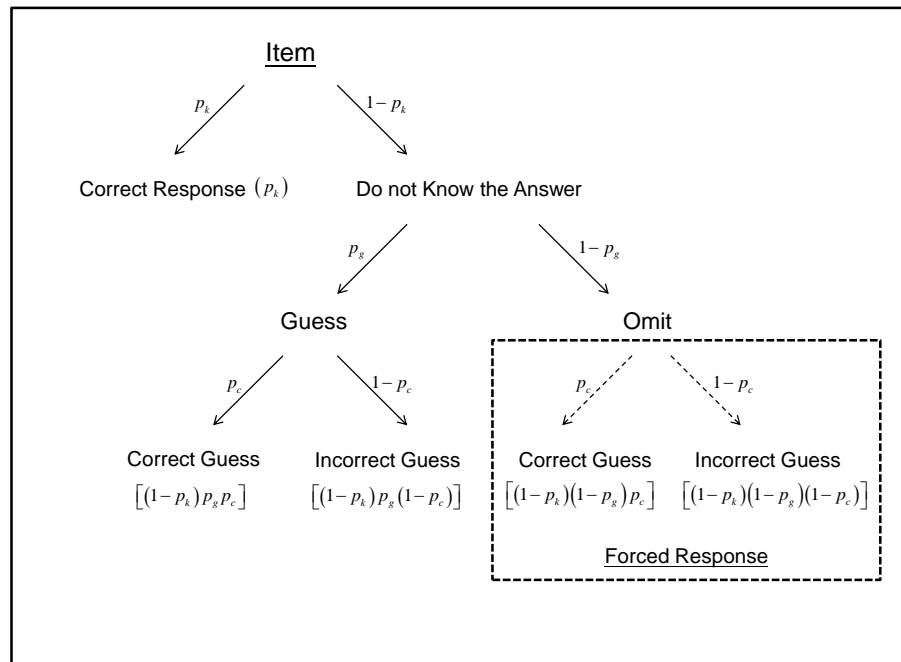 Item
p_k 1 − p_k
Correct Response (p_k) Do not Know the Answer
p_g 1 − p_g
Guess Omit
p_c 1 − p_c p_c 1 − p_c
Correct Guess Incorrect Guess Correct Guess Incorrect Guess
[(1 − p_k) p_g p_c] [(1 − p_k) p_g (1 − p_c)] [(1 − p_k)(1 − p_g) p_c] [(1 − p_k)(1 − p_g)(1 − p_c)]
Forced Response